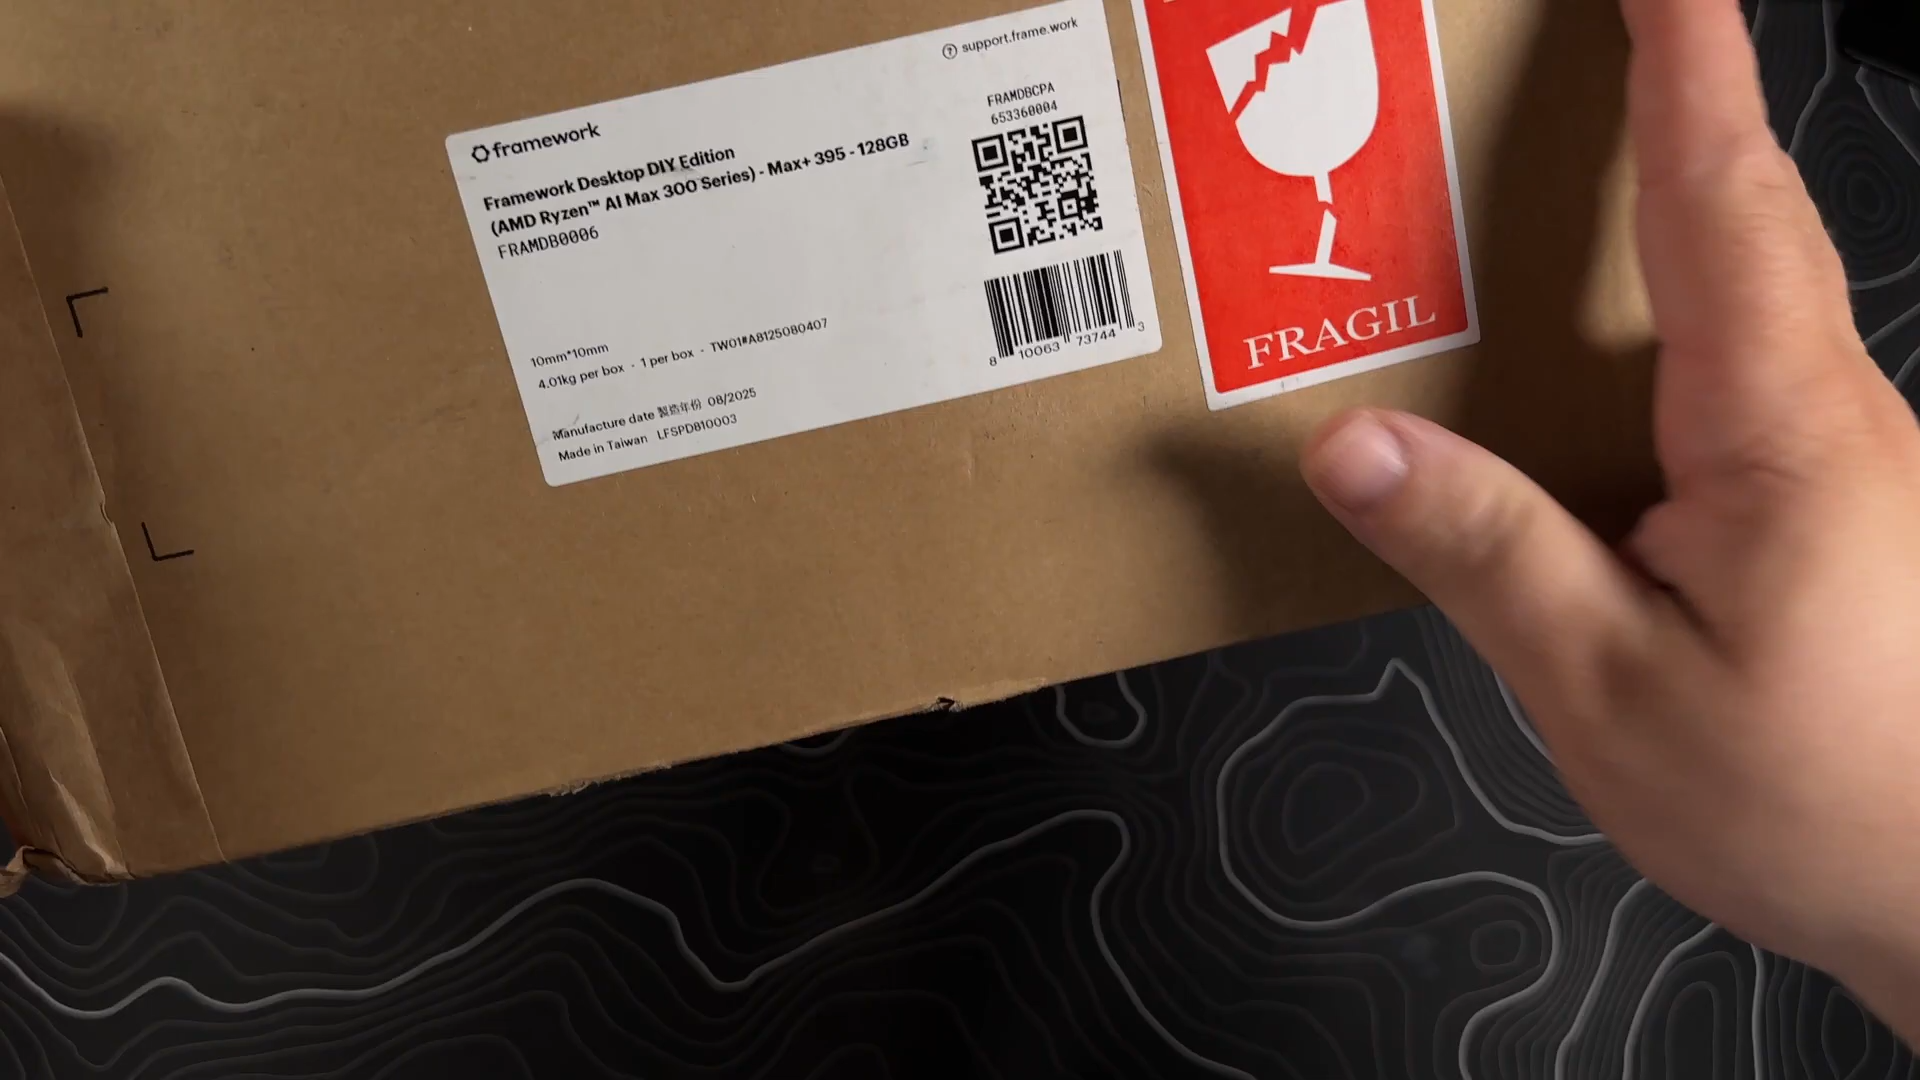 support.frame.work
framework
FRAMDBCPA
653360004
Framework Desktop DIY Edition
(AMD Ryzen™ AI Max 300 Series) - Max+ 395 - 128GB
FRAMDB0006
10mm*10mm
4.01kg per box - 1 per box - TW01#A8125080407
8 10063 73744 3
Manufacture date 製造年份 08/2025
Made in Taiwan LFSPD810003
FRAGIL